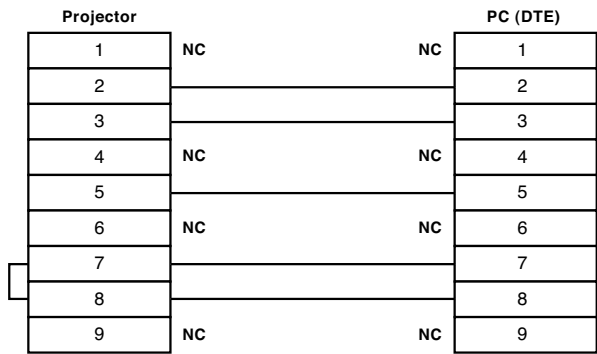 Projector PC (DTE)
1 NC NC 1
2 2
3 3
4 NC NC 4
5 5
6 NC NC 6
7 7
8 8
9 NC NC 9